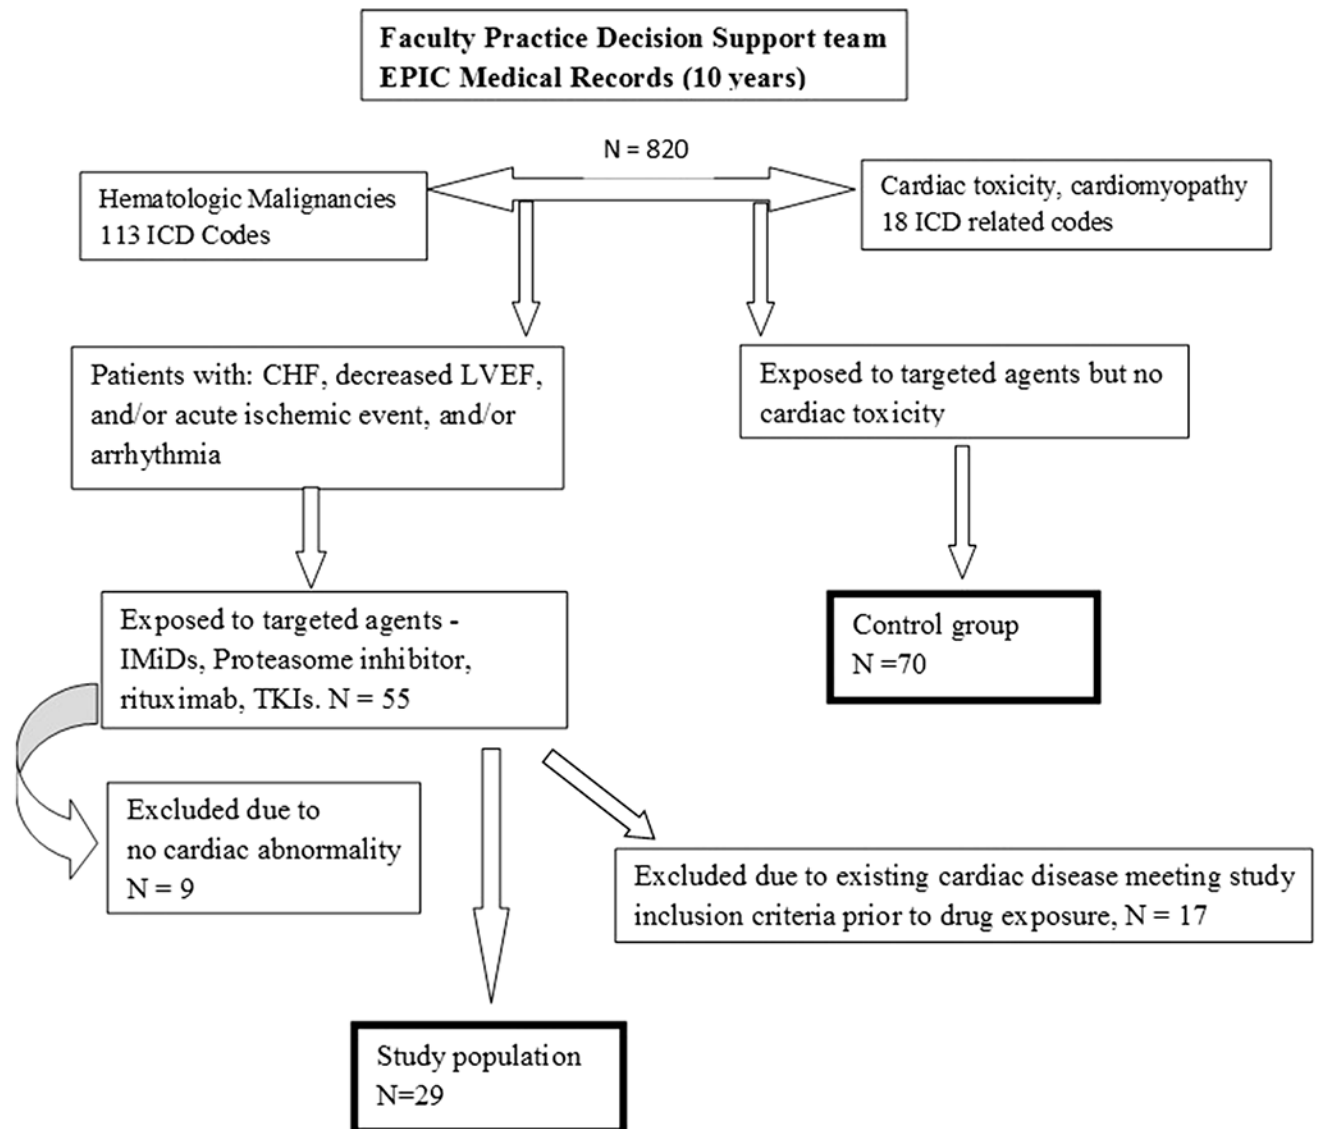 Faculty Practice Decision Support team
EPIC Medical Records (10 years)
N = 820
Hematologic Malignancies
113 ICD Codes
Cardiac toxicity, cardiomyopathy
18 ICD related codes
Patients with: CHF, decreased LVEF,
and/or acute ischemic event, and/or
arrhythmia
Exposed to targeted agents but no
cardiac toxicity
Exposed to targeted agents -
IMiDs, Proteasome inhibitor,
rituximab, TKIs. N = 55
Control group
N =70
Excluded due to
no cardiac abnormality
N = 9
Excluded due to existing cardiac disease meeting study
inclusion criteria prior to drug exposure, N = 17
Study population
N=29